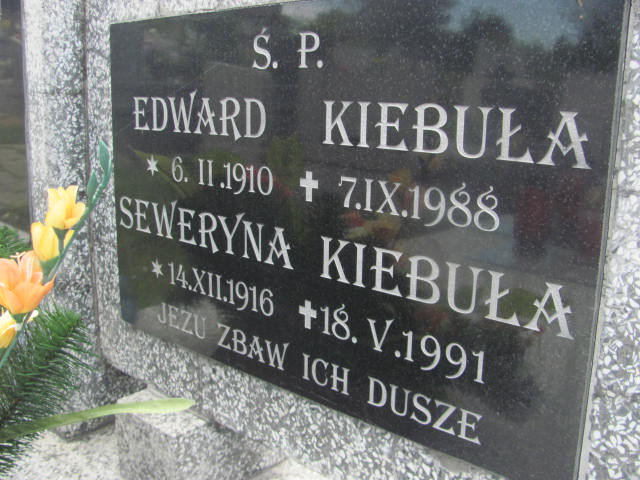 Ś. P.
EDWARD KIEBUŁA
* 6. II. 1910 ✝ 7.IX.1988
SEWERYNA KIEBUŁA
* 14.XII.1916 ✝ 18. V.1991
JEZU ZBAW ICH DUSZE